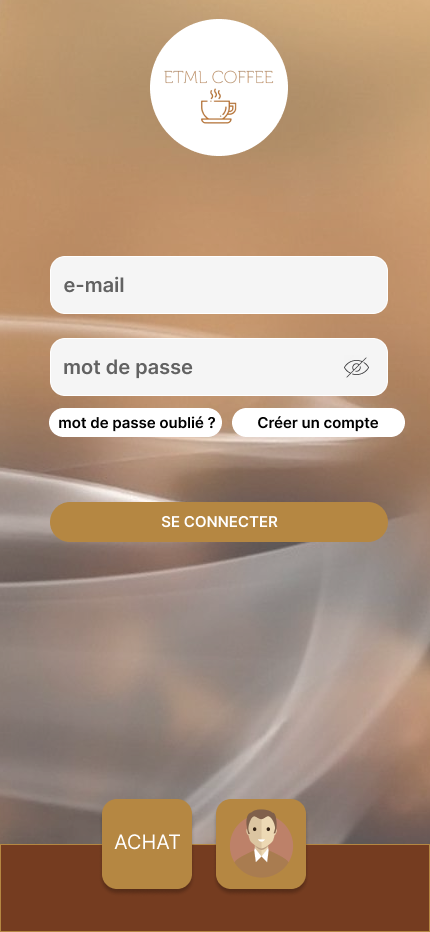 ETML COFFEE
e-mail
mot de passe
mot de passe oublié ?
Créer un compte
SE CONNECTER
ACHAT